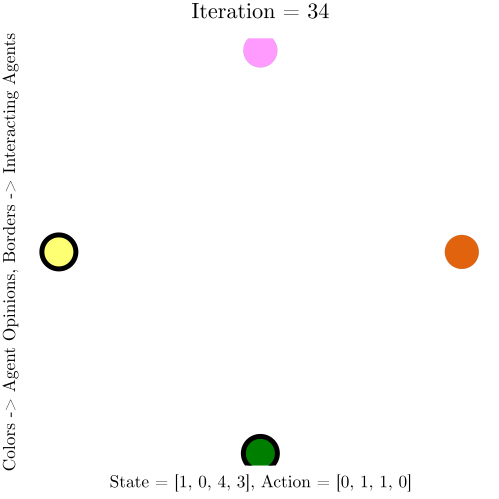 Iteration = 34
Colors -> Agent Opinions, Borders -> Interacting Agents
State = [1, 0, 4, 3], Action = [0, 1, 1, 0]